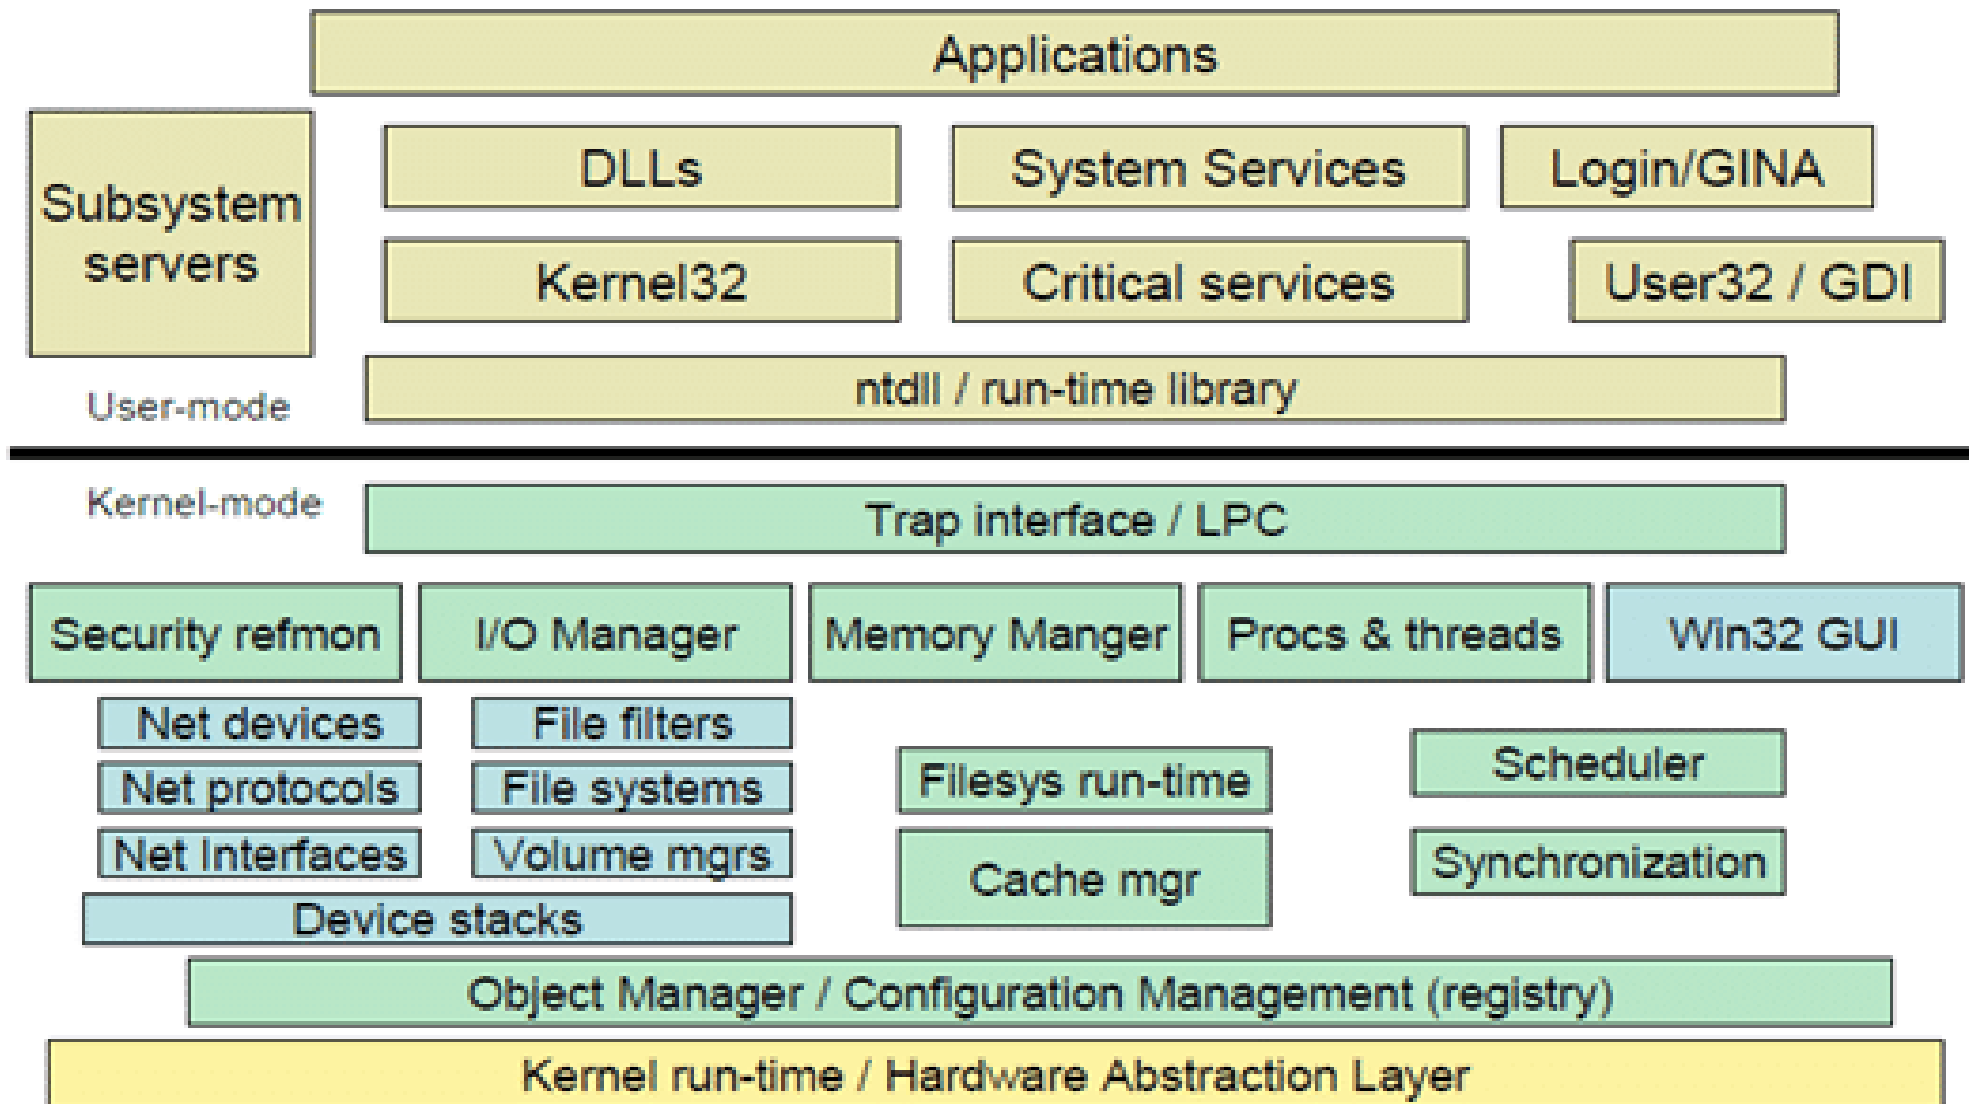 Applications
Subsystem
servers
DLLs
System Services
Login/GINA
Kernel32
Critical services
User32 / GDI
ntdll / run-time library
User-mode
Kernel-mode
Trap interface / LPC
Security refmon
I/O Manager
Memory Manger
Procs & threads
Win32 GUI
Net devices
File filters
Net protocols
File systems
Filesys run-time
Scheduler
Net Interfaces
Volume mgrs
Cache mgr
Synchronization
Device stacks
Object Manager / Configuration Management (registry)
Kernel run-time / Hardware Abstraction Layer